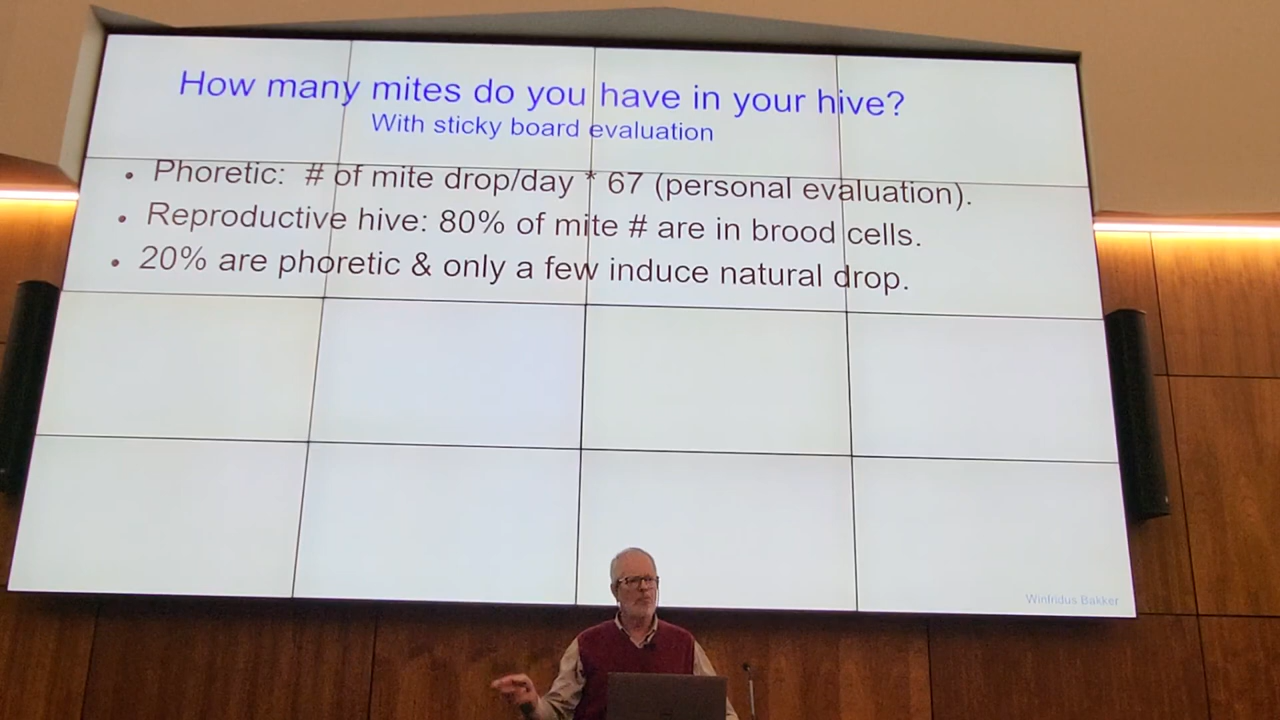 How many mites do you have in your hive?
With sticky board evaluation
• Phoretic: # of mite drop/day * 67 (personal evaluation).
• Reproductive hive: 80% of mite # are in brood cells.
• 20% are phoretic & only a few induce natural drop.
Winfridus Bakker